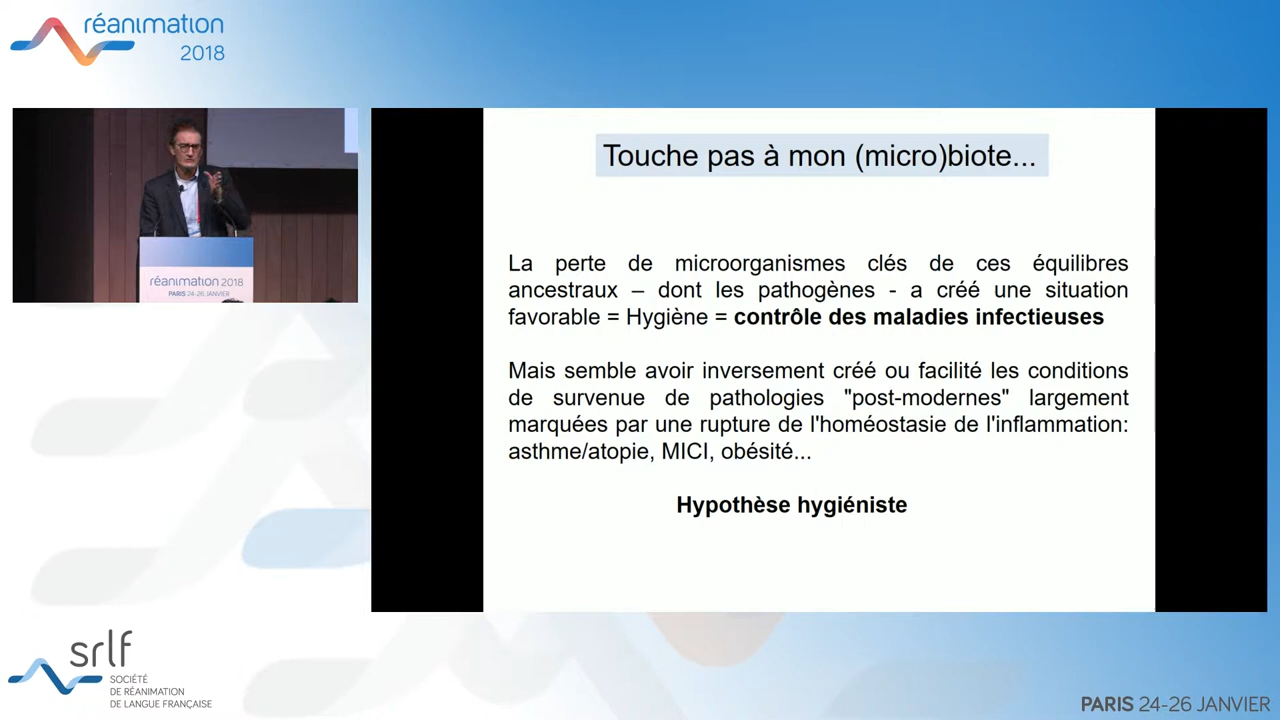 réanimation
2018
réanimation 2018
PARIS 24-26 JANVIER
Touche pas à mon (micro)biote...
La perte de microorganismes clés de ces équilibres
ancestraux – dont les pathogènes - a créé une situation
favorable = Hygiène = contrôle des maladies infectieuses
Mais semble avoir inversement créé ou facilité les conditions
de survenue de pathologies "post-modernes" largement
marquées par une rupture de l'homéostasie de l'inflammation:
asthme/atopie, MICI, obésité...
Hypothèse hygiéniste
srlf
SOCIÉTÉ
DE RÉANIMATION
DE LANGUE FRANÇAISE
PARIS 24-26 JANVIER